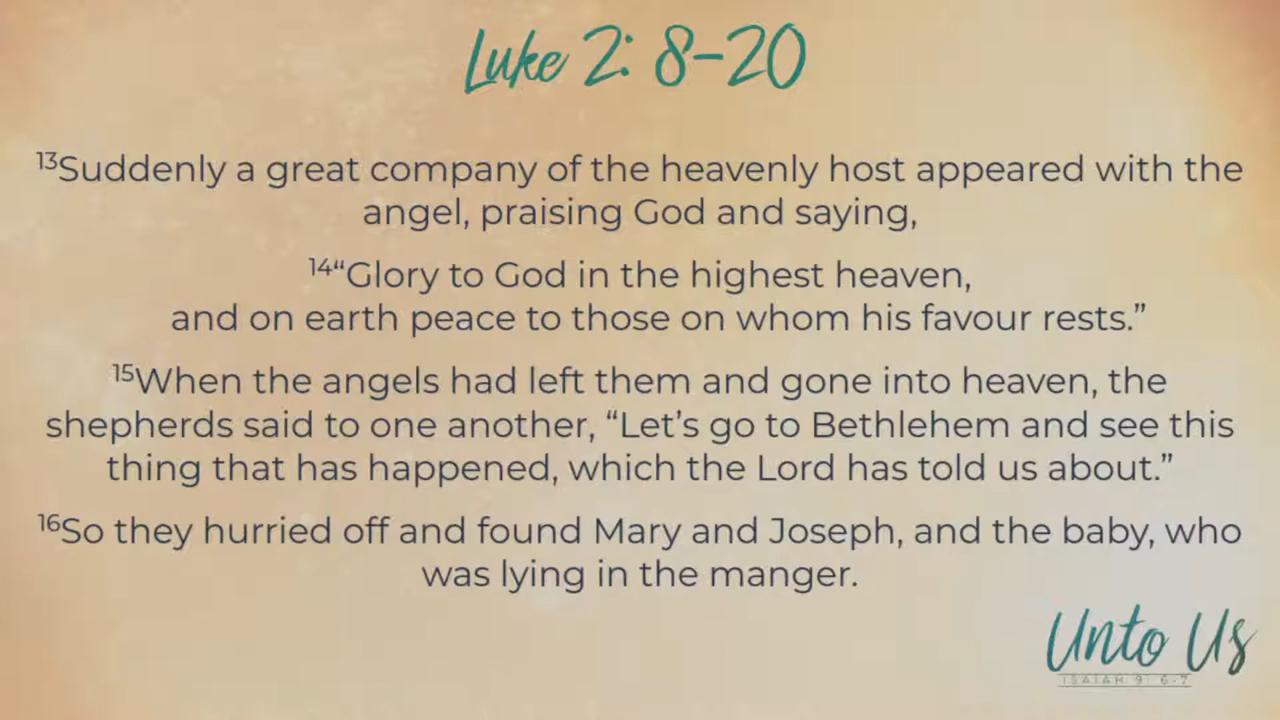 Luke 2: 8-20
¹³Suddenly a great company of the heavenly host appeared with the
angel, praising God and saying,
¹⁴“Glory to God in the highest heaven,
and on earth peace to those on whom his favour rests.”
¹⁵When the angels had left them and gone into heaven, the
shepherds said to one another, “Let’s go to Bethlehem and see this
thing that has happened, which the Lord has told us about.”
¹⁶So they hurried off and found Mary and Joseph, and the baby, who
was lying in the manger.
Unto Us
ISAIAH 9: 6-7